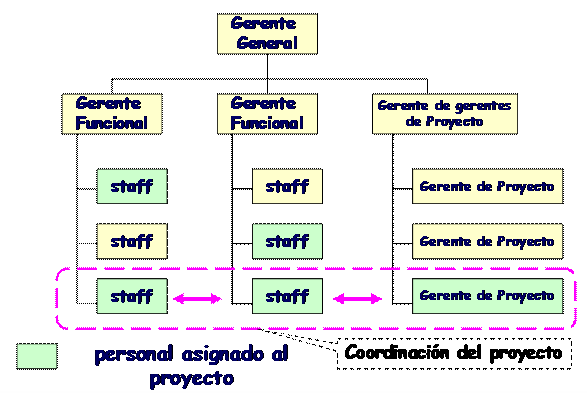 Gerente
General
Gerente
Funcional
Gerente
Funcional
Gerente de gerentes
de Proyecto
staff
staff
Gerente de Proyecto
staff
staff
Gerente de Proyecto
staff
staff
Gerente de Proyecto
personal asignado al
proyecto
Coordinación del proyecto